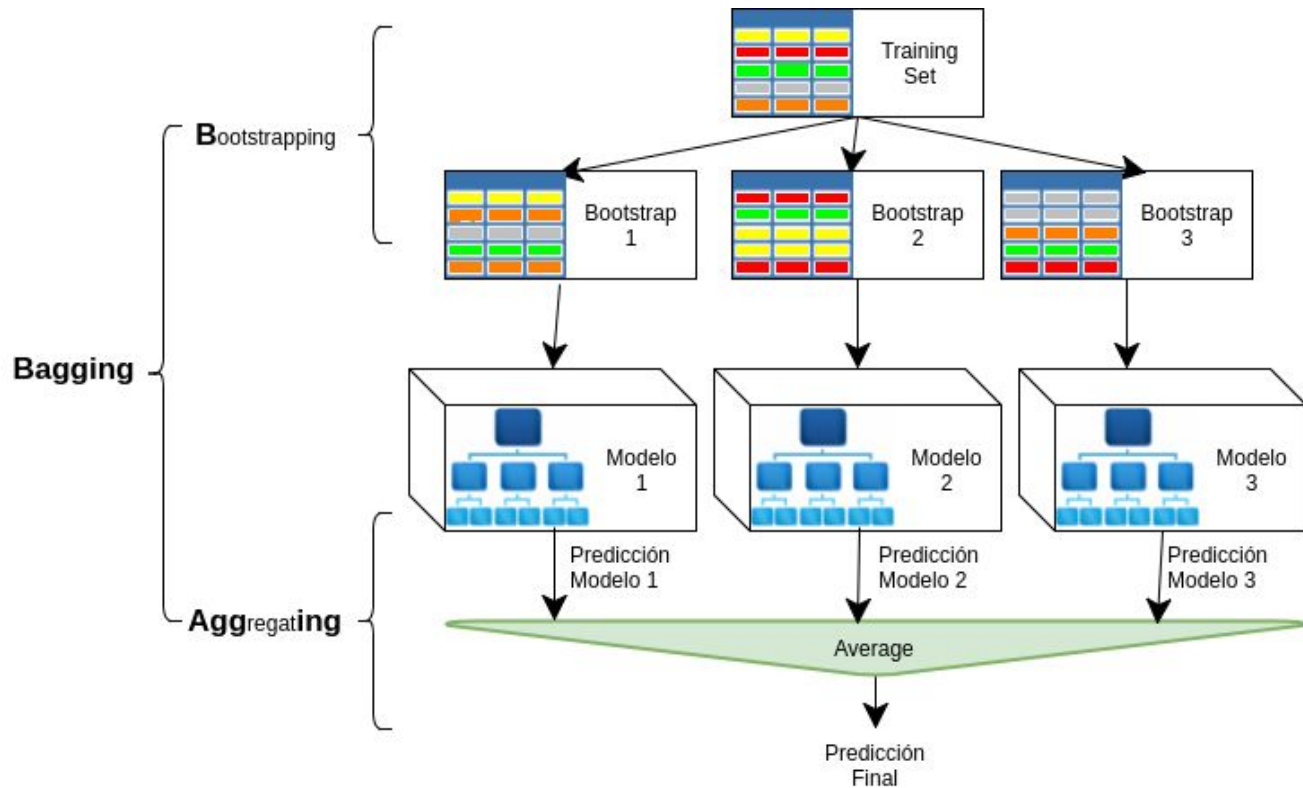 Training
Set
Bootstrapping
Bootstrap
1
Bootstrap
2
Bootstrap
3
Bagging
Modelo
1
Modelo
2
Modelo
3
Predicción
Modelo 1
Predicción
Modelo 2
Predicción
Modelo 3
Aggregating
Average
Predicción
Final